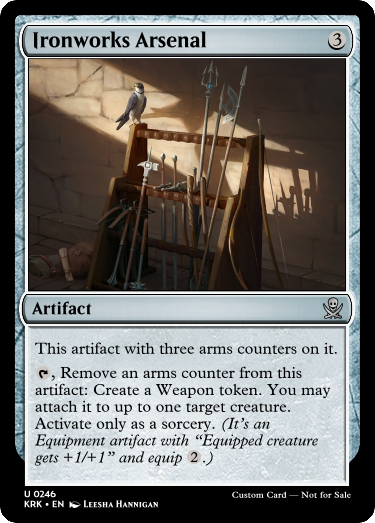 Ironworks Arsenal 3
Artifact
This artifact with three arms counters on it.
, Remove an arms counter from this
artifact: Create a Weapon token. You may
attach it to up to one target creature.
Activate only as a sorcery. (It's an
Equipment artifact with “Equipped creature
gets +1/+1” and equip 2.)
U 0246
KRK • EN Leesha Hannigan
Custom Card — Not for Sale